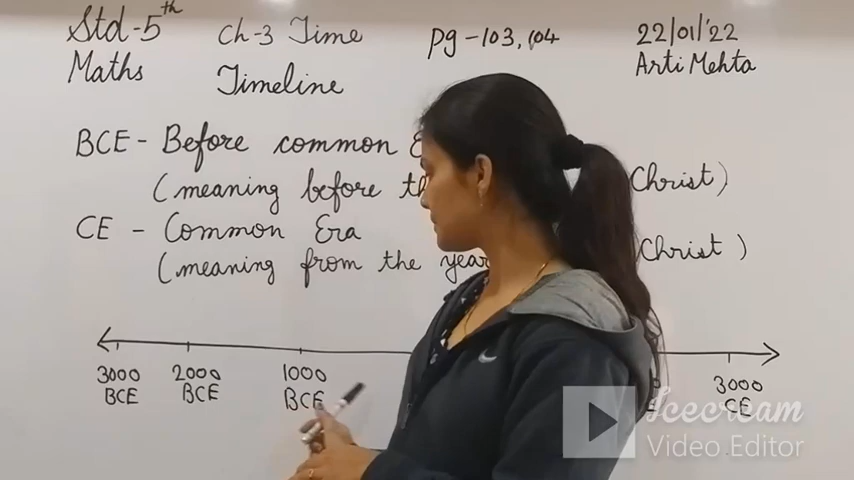 Std-5th Ch-3 Time pg-103,104 22/01/'22
Maths Timeline Arti Mehta
BCE - Before common
(meaning before Christ)
CE - Common Era
(meaning from the year Christ)
3000 2000 1000 3000
BCE BCE BCE CE
Icecream
Video Editor